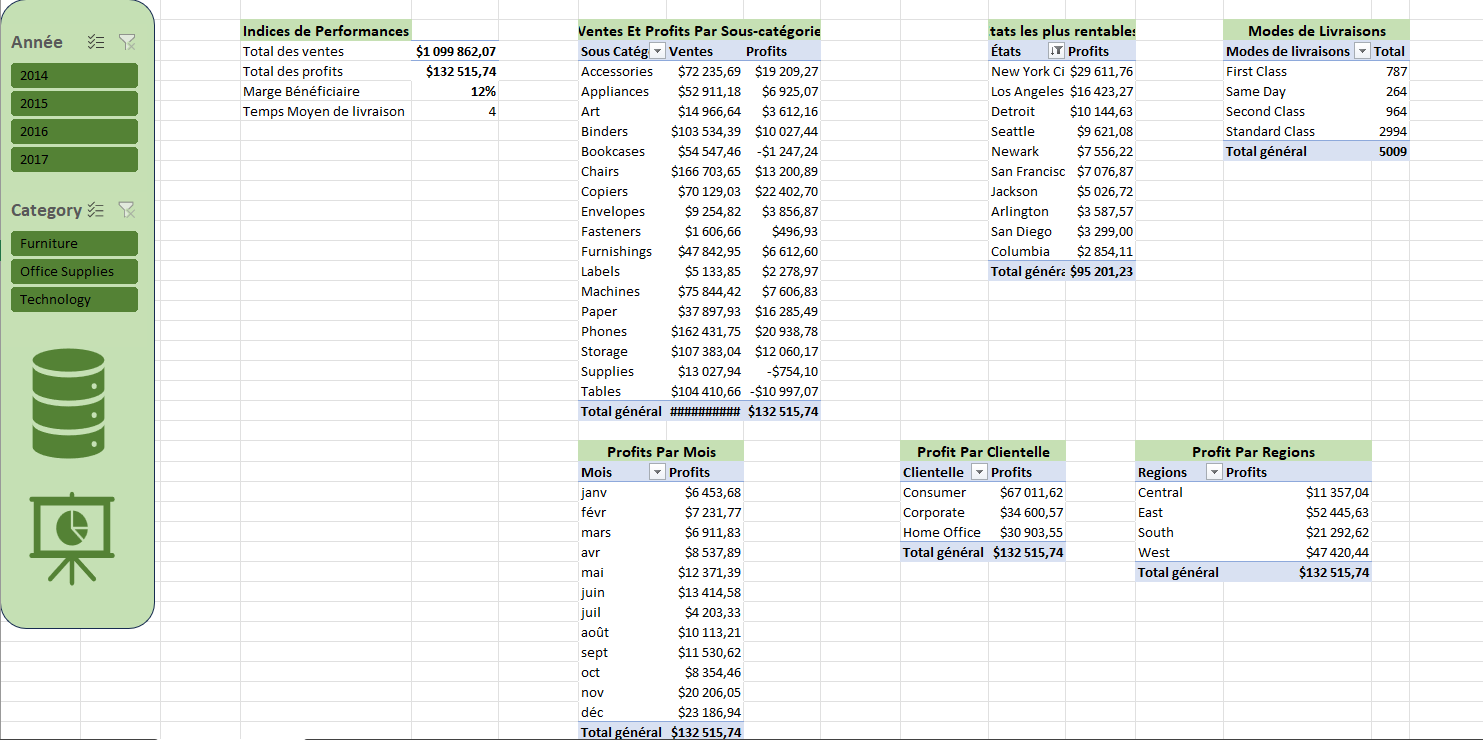 Année
2014
2015
2016
2017
Category
Furniture
Office Supplies
Technology
Indices de Performances
Total des ventes $1 099 862,07
Total des profits $132 515,74
Marge Bénéficiaire 12%
Temps Moyen de livraison 4
Ventes Et Profits Par Sous-catégorie
Sous Catég Ventes Profits
Accessories $72 235,69 $19 209,27
Appliances $52 911,18 $6 925,07
Art $14 966,64 $3 612,16
Binders $103 534,39 $10 027,44
Bookcases $54 547,46 -$1 247,24
Chairs $166 703,65 $13 200,89
Copiers $70 129,03 $22 402,70
Envelopes $9 254,82 $3 856,87
Fasteners $1 606,66 $496,93
Furnishings $47 842,95 $6 612,60
Labels $5 133,85 $2 278,97
Machines $75 844,42 $7 606,83
Paper $37 897,93 $16 285,49
Phones $162 431,75 $20 938,78
Storage $107 383,04 $12 060,17
Supplies $13 027,94 -$754,10
Tables $104 410,66 -$10 997,07
Total général ########## $132 515,74
tats les plus rentables
États Profits
New York Ci $29 611,76
Los Angeles $16 423,27
Detroit $10 144,63
Seattle $9 621,08
Newark $7 556,22
San Francisc $7 076,87
Jackson $5 026,72
Arlington $3 587,57
San Diego $3 299,00
Columbia $2 854,11
Total généra $95 201,23
Modes de Livraisons
Modes de livraisons Total
First Class 787
Same Day 264
Second Class 964
Standard Class 2994
Total général 5009
Profits Par Mois
Mois Profits
janv $6 453,68
févr $7 231,77
mars $6 911,83
avr $8 537,89
mai $12 371,39
juin $13 414,58
juil $4 203,33
août $10 113,21
sept $11 530,62
oct $8 354,46
nov $20 206,05
déc $23 186,94
Total général $132 515,74
Profit Par Clientelle
Clientelle Profits
Consumer $67 011,62
Corporate $34 600,57
Home Office $30 903,55
Total général $132 515,74
Profit Par Regions
Regions Profits
Central $11 357,04
East $52 445,63
South $21 292,62
West $47 420,44
Total général $132 515,74